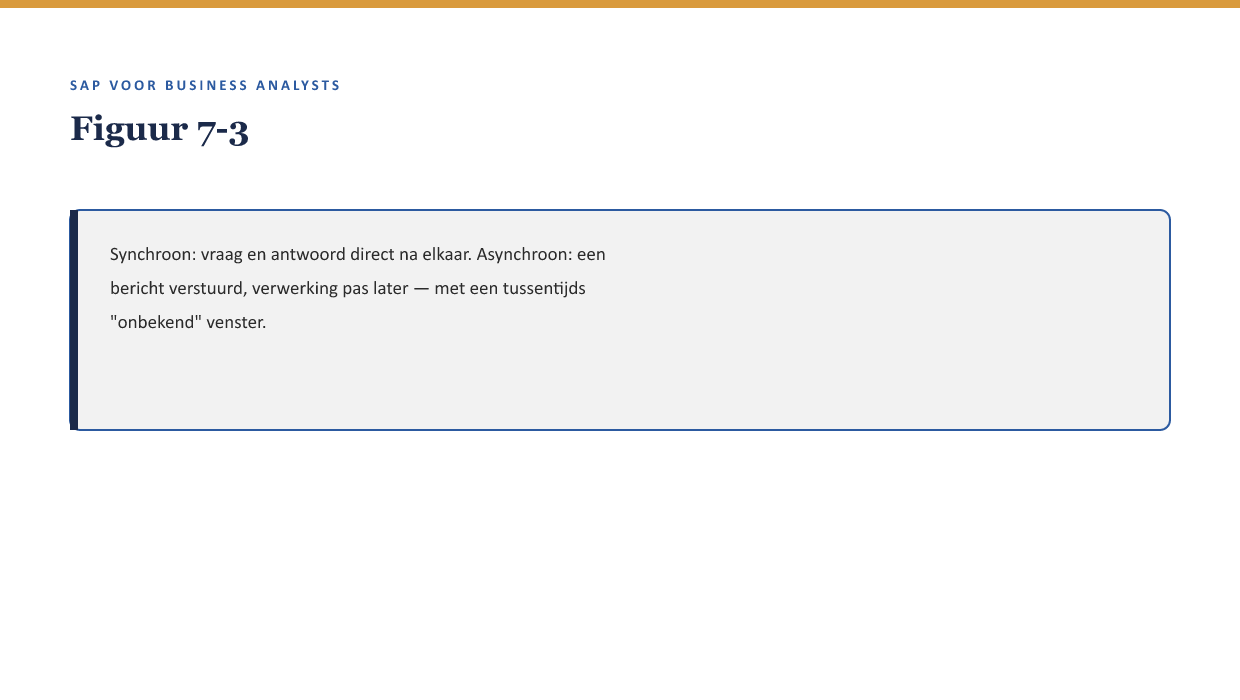 SAP VOOR BUSINESS ANALYSTS
Figuur 7-3
Synchroon: vraag en antwoord direct na elkaar. Asynchroon: een
bericht verstuurd, verwerking pas later — met een tussentijds
"onbekend" venster.